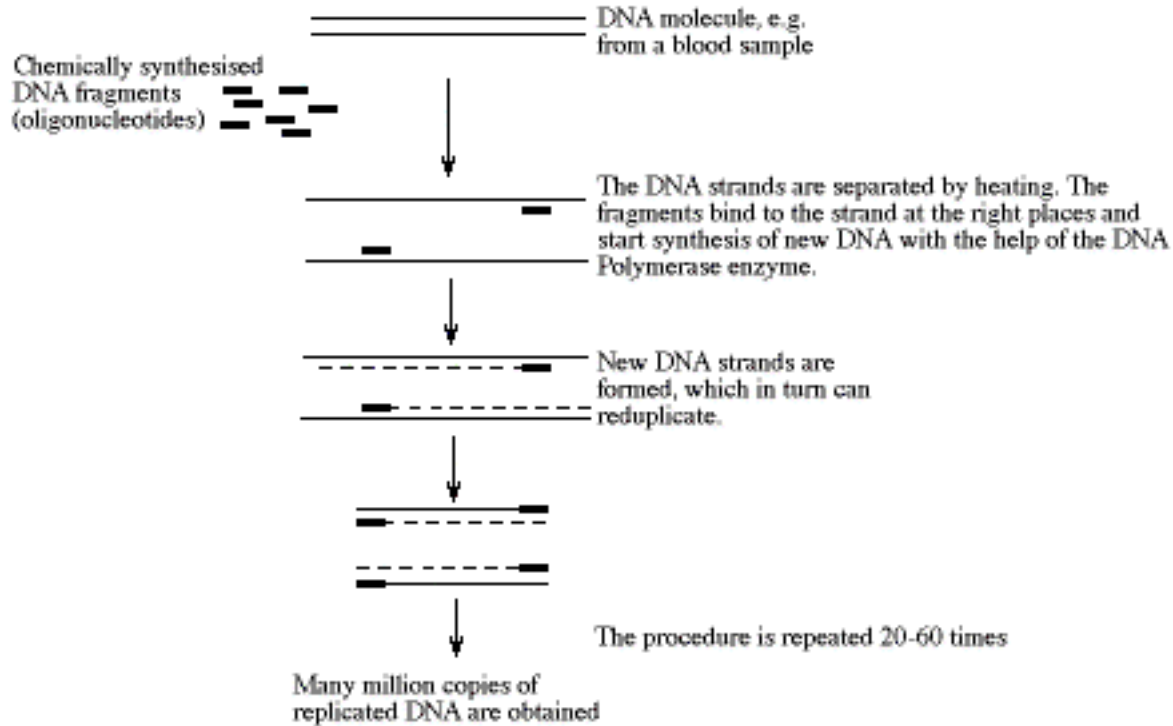 DNA molecule, e.g.
from a blood sample
Chemically synthesised
DNA fragments
(oligonucleotides)
The DNA strands are separated by heating. The
fragments bind to the strand at the right places and
start synthesis of new DNA with the help of the DNA
Polymerase enzyme.
New DNA strands are
formed, which in turn can
reduplicate.
The procedure is repeated 20-60 times
Many million copies of
replicated DNA are obtained